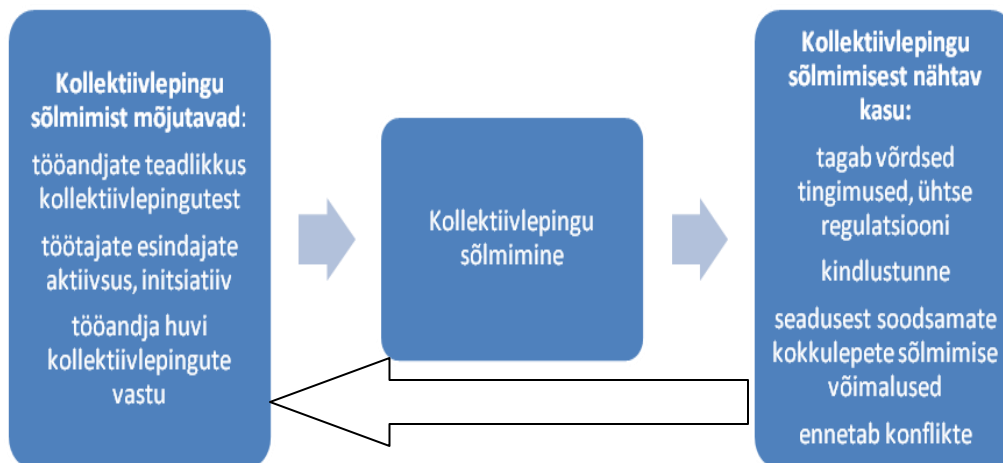 Kollektiivlepingu
sõlmimist mõjutavad:
tööandjate teadlikkus
kollektiivlepingutest
töötajate esindajate
aktiivsus, initsiatiiv
tööandja huvi
kollektiivlepingute
vastu
Kollektiivlepingu
sõlmimine
Kollektiivlepingu
sõlmimisest nähtav
kasu:
tagab võrdsed
tingimused, ühtse
regulatsiooni
kindlustunne
seadusest soodsamate
kokkulepete sõlmimise
võimalused
ennetab konflikte